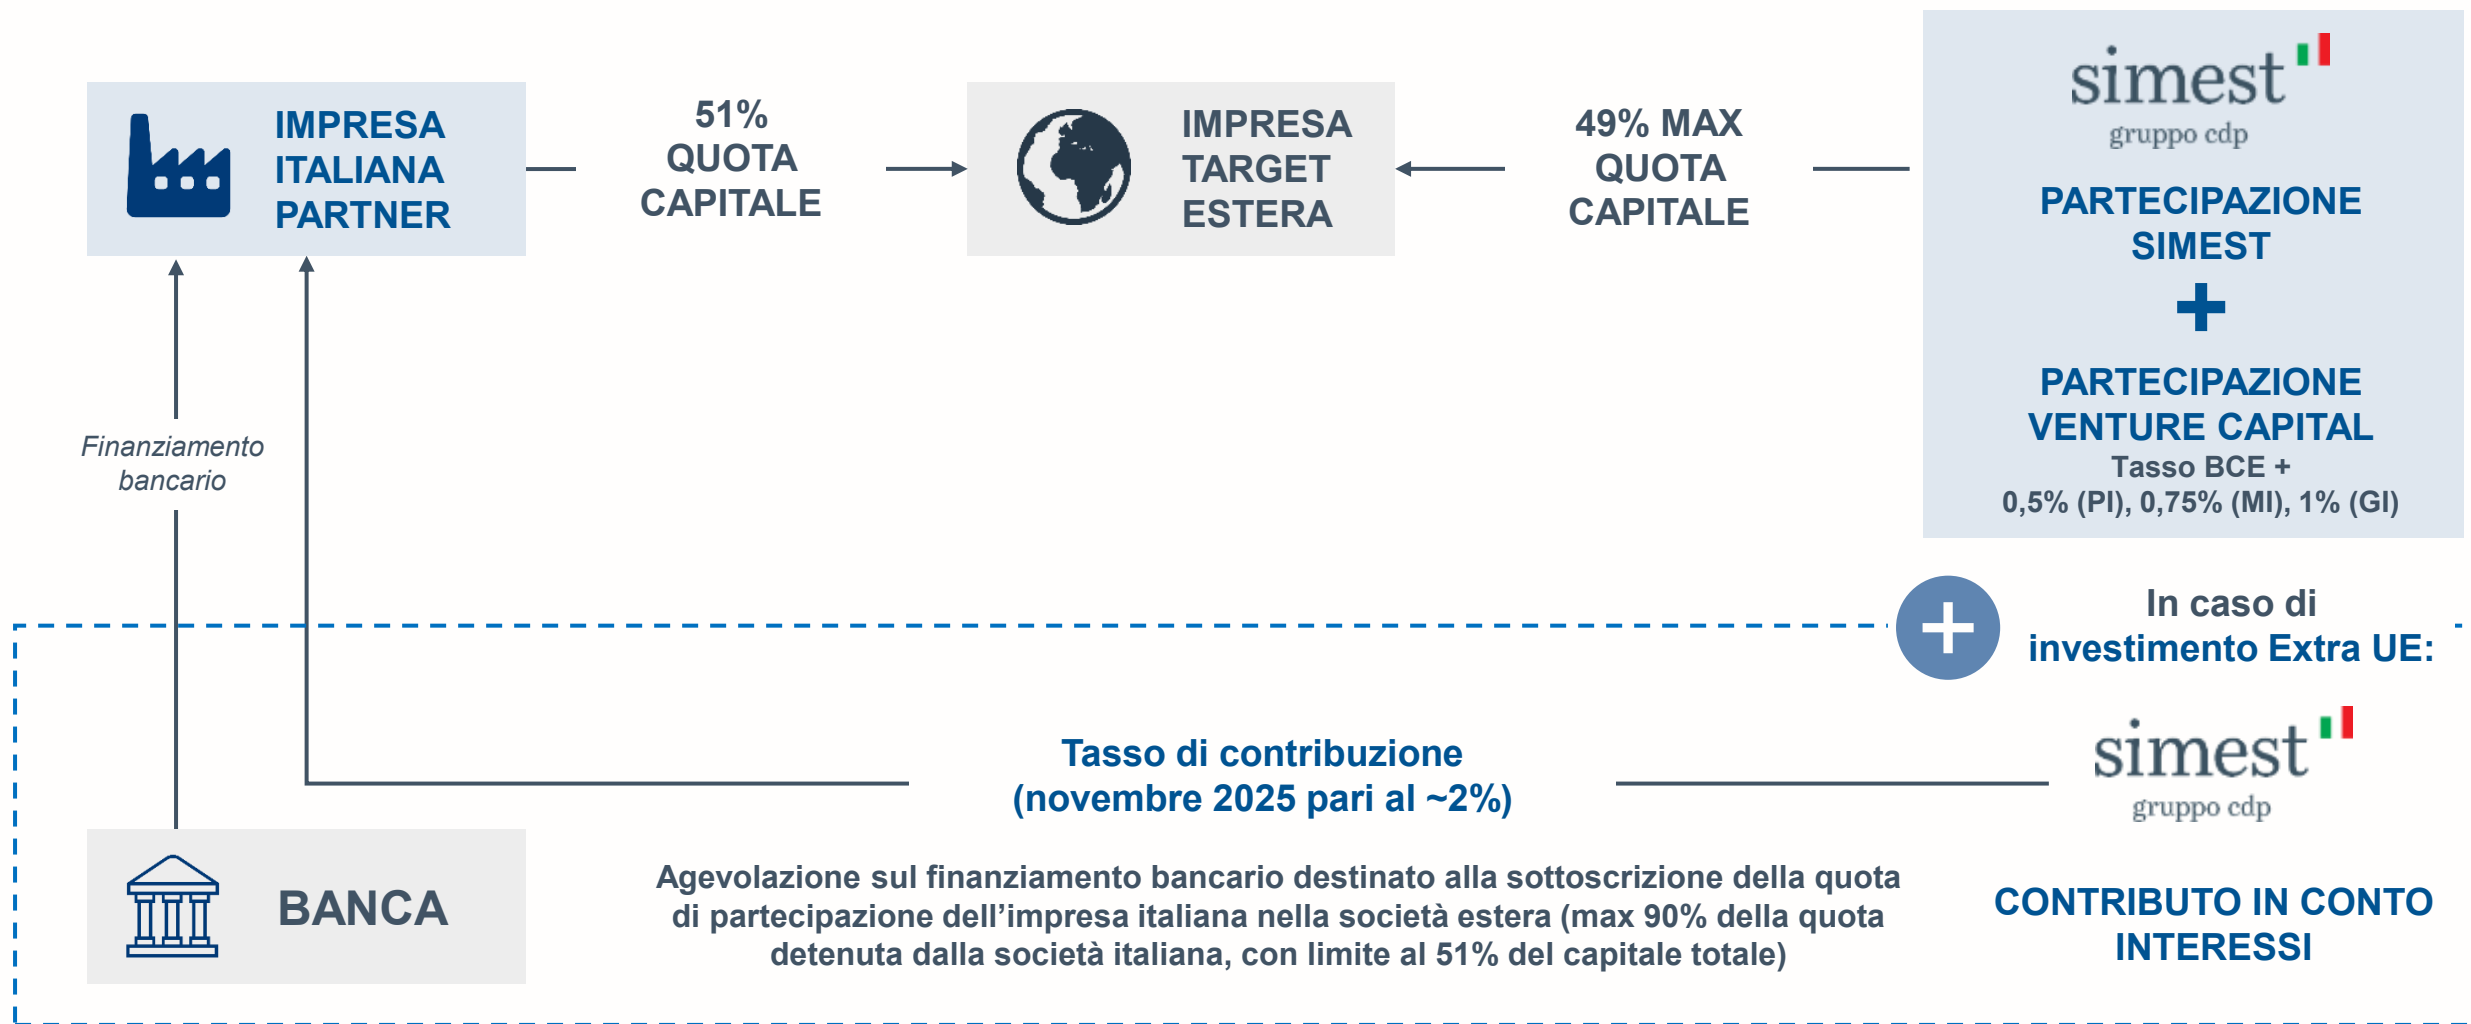 IMPRESA
ITALIANA
PARTNER
51%
QUOTA
CAPITALE
IMPRESA
TARGET
ESTERA
49% MAX
QUOTA
CAPITALE
simest
gruppo cdp
PARTECIPAZIONE
SIMEST
+
PARTECIPAZIONE
VENTURE CAPITAL
Tasso BCE +
0,5% (PI), 0,75% (MI), 1% (GI)
Finanziamento
bancario
+
In caso di
investimento Extra UE:
Tasso di contribuzione
(novembre 2025 pari al ~2%)
simest
gruppo cdp
BANCA
Agevolazione sul finanziamento bancario destinato alla sottoscrizione della quota
di partecipazione dell’impresa italiana nella società estera (max 90% della quota
detenuta dalla società italiana, con limite al 51% del capitale totale)
CONTRIBUTO IN CONTO
INTERESSI